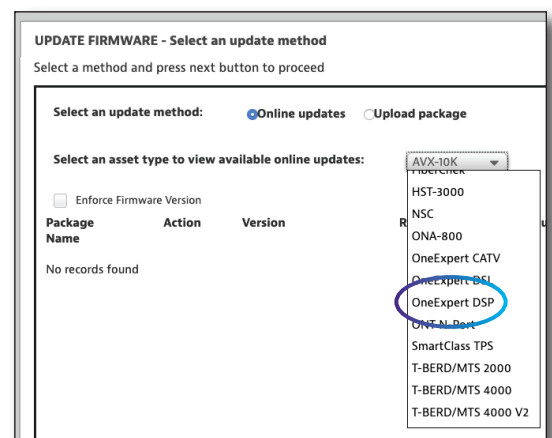 UPDATE FIRMWARE - Select an update method
Select a method and press next button to proceed
Select an update method: Online updates Upload package
Select an asset type to view available online updates: AVX-10K
FiberChek
Enforce Firmware Version
HST-3000
NSC
Package Name Action Version R
ONA-800
OneExpert CATV
No records found
OneExpert DSL
OneExpert DSP
ONT N-Port
SmartClass TPS
T-BERD/MTS 2000
T-BERD/MTS 4000
T-BERD/MTS 4000 V2